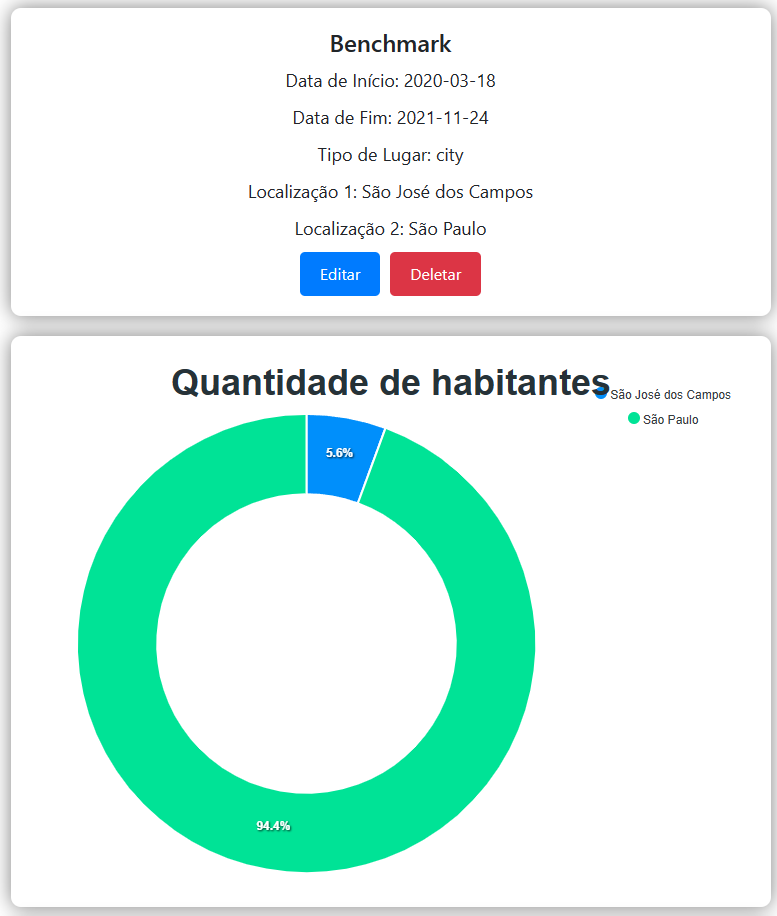 Benchmark
Data de Início: 2020-03-18
Data de Fim: 2021-11-24
Tipo de Lugar: city
Localização 1: São José dos Campos
Localização 2: São Paulo
Editar
Deletar
Quantidade de habitantes
São José dos Campos
São Paulo
5.6%
94.4%